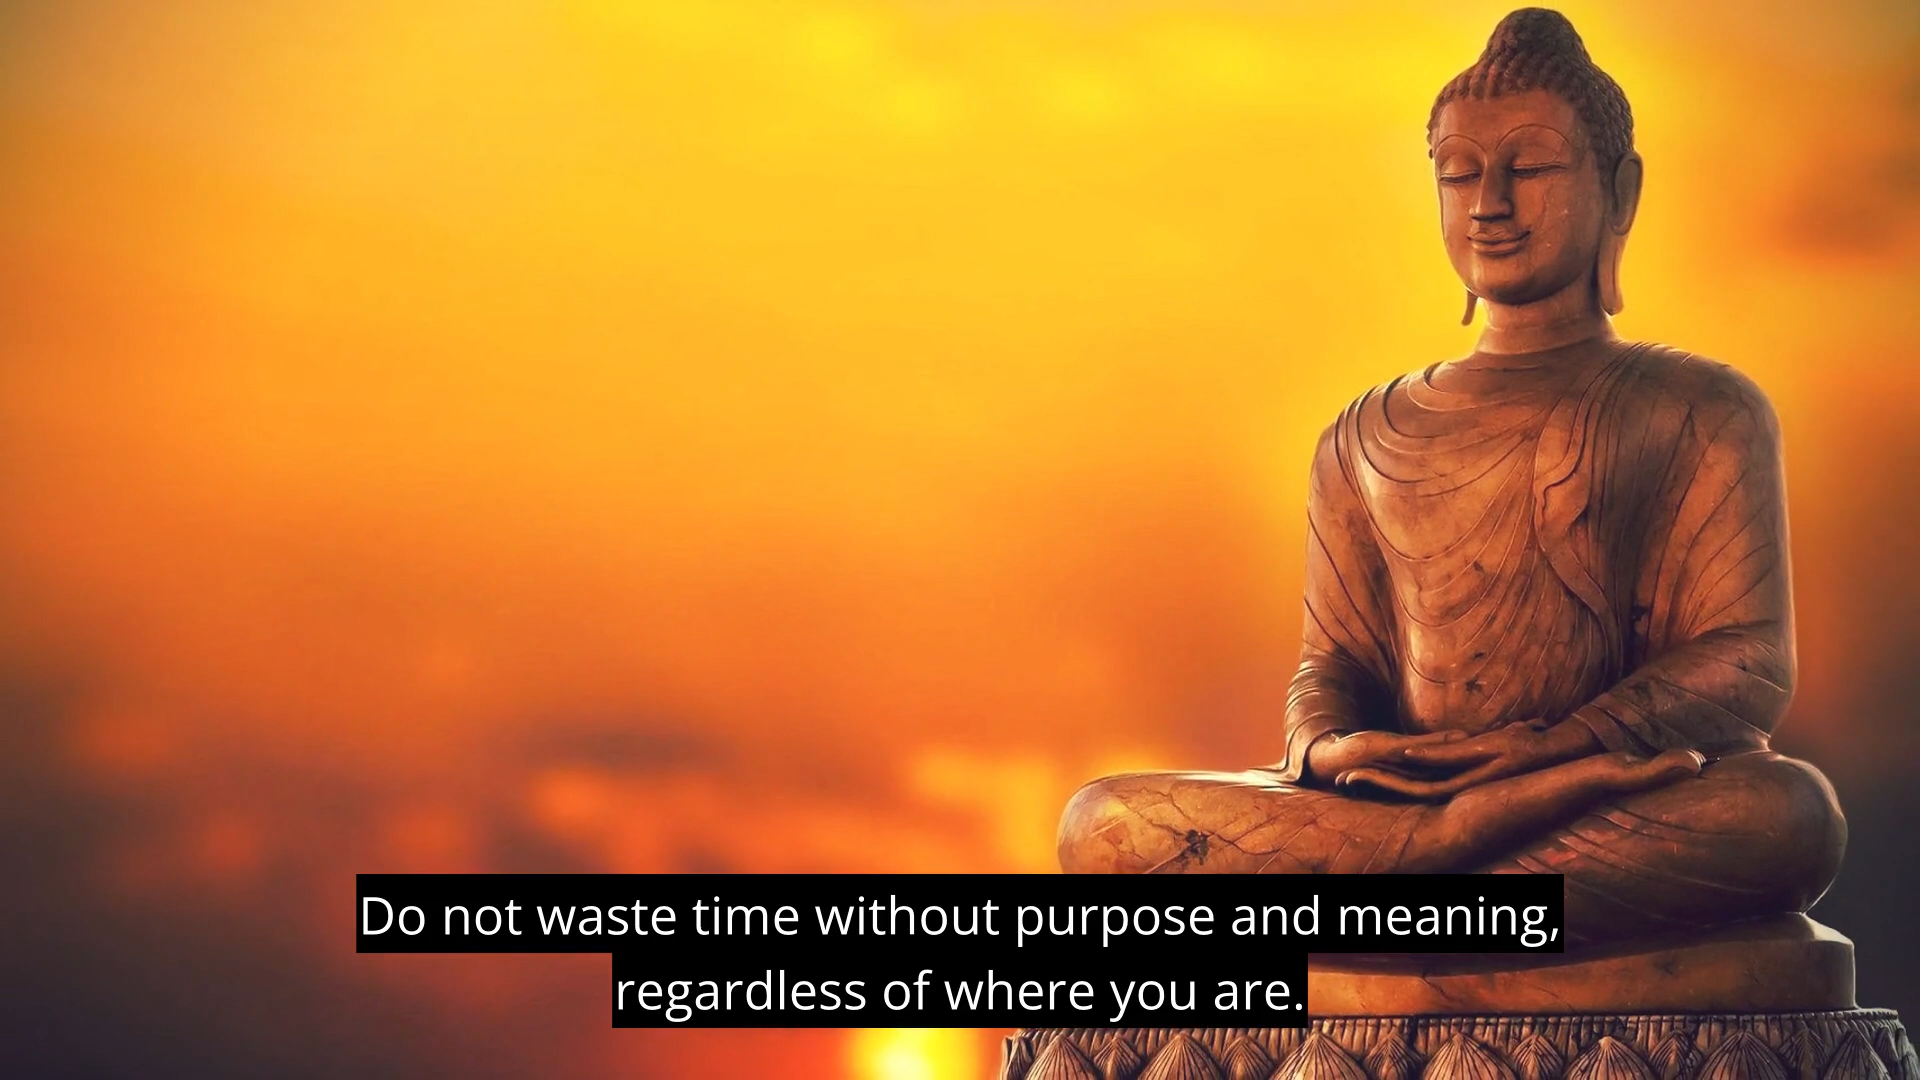 Do not waste time without purpose and meaning,
regardless of where you are.